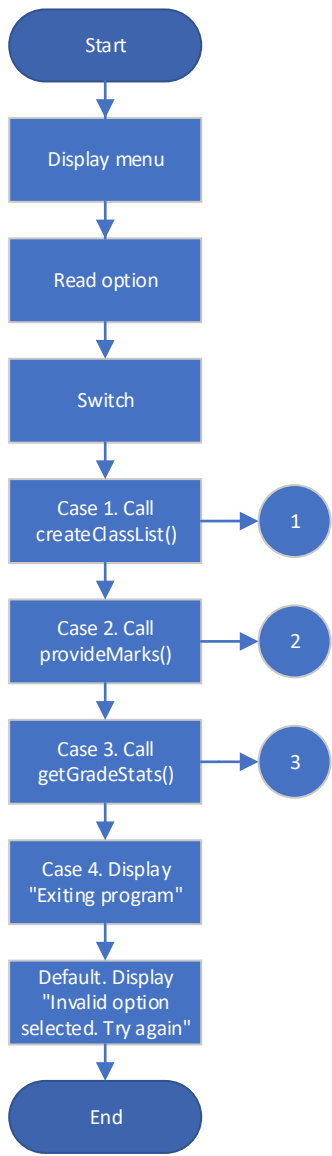 Start
Display menu
Read option
Switch
Case 1. Call
createClassList()
1
Case 2. Call
provideMarks()
2
Case 3. Call
getGradeStats()
3
Case 4. Display
"Exiting program"
Default. Display
"Invalid option
selected. Try again"
End